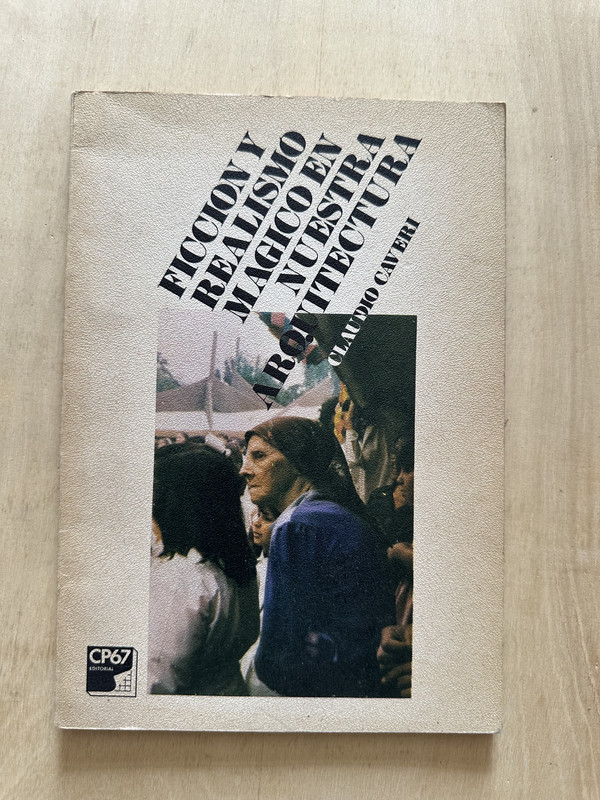 FICCION Y
REALISMO
MAGICO EN
NUESTRA
ARQUITECTURA
CLAUDIO CAVERI
CP67
EDITORIAL